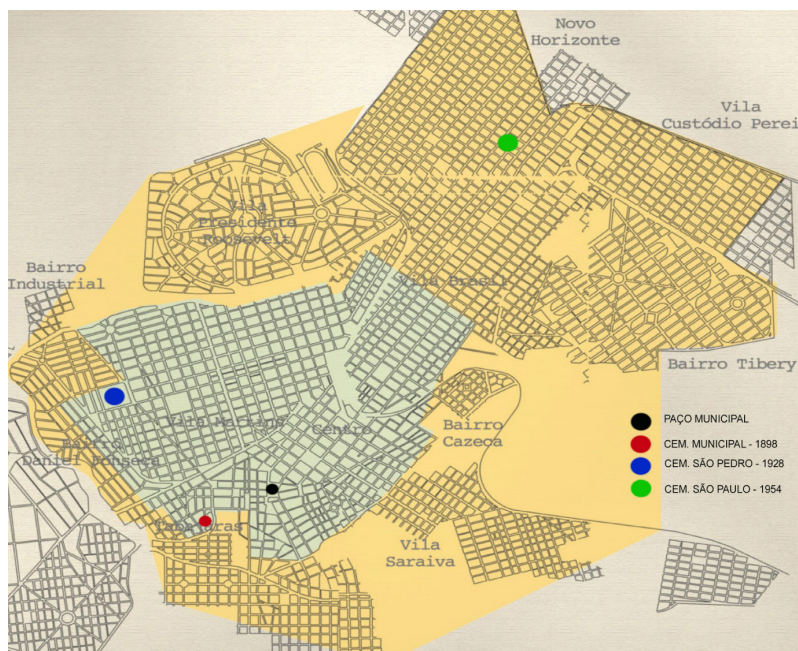 Novo
Horizonte
Vila
Custódio Perei
Vila
Presidente
Roosevelt
Bairro
Industrial
Vila Brasil
Bairro Tibery
Vila Martins
Centro
Bairro
Cazeca
Bairro
Daniel Fonseca
Tabajaras
Vila
Saraiva
PAÇO MUNICIPAL
CEM. MUNICIPAL - 1898
CEM. SÃO PEDRO - 1928
CEM. SÃO PAULO - 1954